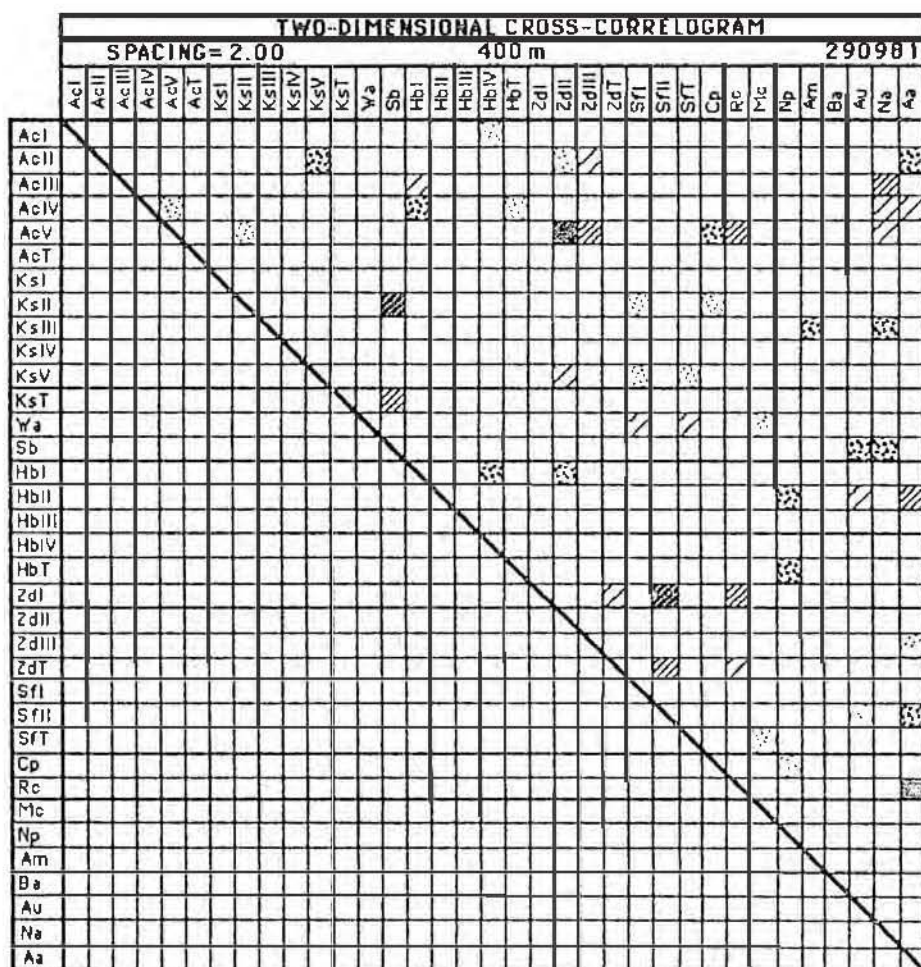 TWO-DIMENSIONAL CROSS-CORRELOGRAM
SPACING= 2.00 400 m 290981
AcI AcII AcIII AcIV AcV AcT KsI KsII KsIII KsIV KsV KsT Wa Sb HbI HbII HbIII HbIV HbT ZdI ZdII ZdIII ZdT SfI SfII SfT Cp Rc Mc Np Am Ba Au Na Aa
AcI
AcII
AcIII
AcIV
AcV
AcT
KsI
KsII
KsIII
KsIV
KsV
KsT
Wa
Sb
HbI
HbII
HbIII
HbIV
HbT
ZdI
ZdII
ZdIII
ZdT
SfI
SfII
SfT
Cp
Rc
Mc
Np
Am
Ba
Au
Na
Aa